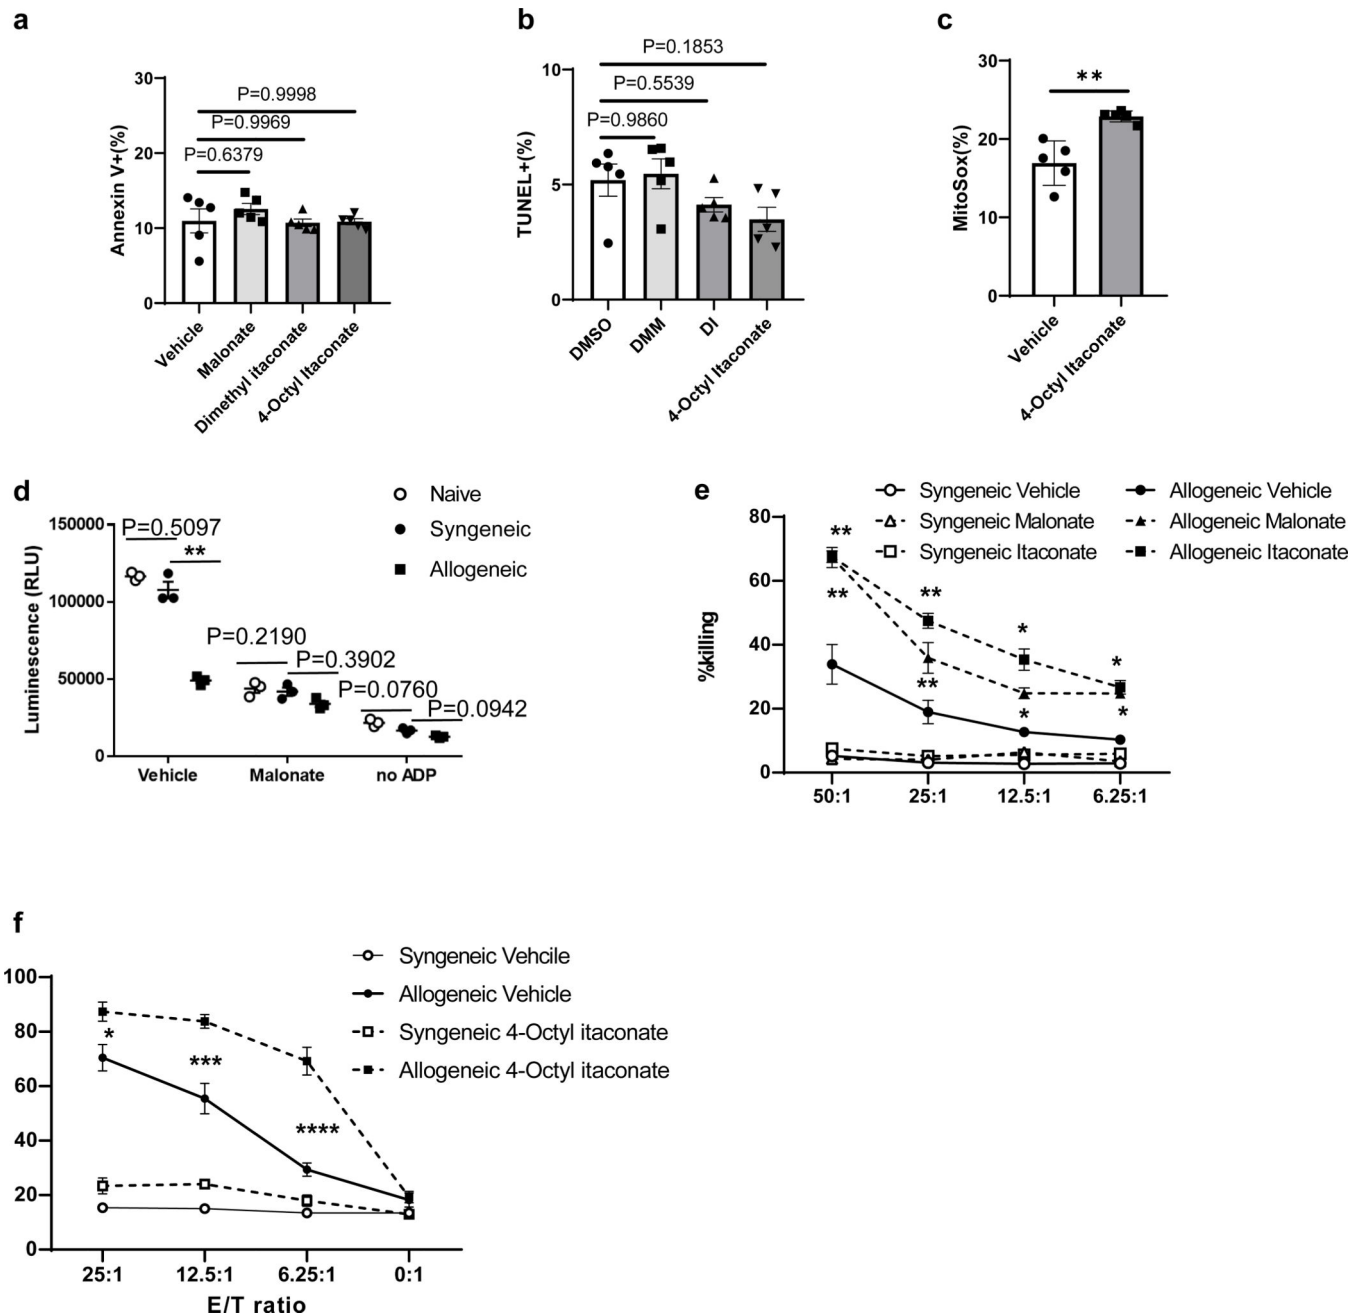 a
Annexin V+(%)
30
20
10
0
P=0.9998
P=0.9969
P=0.6379
Vehicle
Malonate
Dimethyl itaconate
4-Octyl Itaconate
b
TUNEL+(%)
10
5
0
P=0.1853
P=0.5539
P=0.9860
DMSO
DMM
DI
4-Octyl Itaconate
c
MitoSox(%)
30
20
10
0
**
Vehicle
4-Octyl Itaconate
d
Luminescence (RLU)
150000
100000
50000
0
Naive
Syngeneic
Allogeneic
P=0.5097
**
P=0.2190
P=0.3902
P=0.0760
P=0.0942
Vehicle
Malonate
no ADP
e
Syngeneic Vehicle
Allogeneic Vehicle
Syngeneic Malonate
Allogeneic Malonate
Syngeneic Itaconate
Allogeneic Itaconate
%killing
80
60
40
20
0
**
**
**
**
*
*
*
*
50:1
25:1
12.5:1
6.25:1
f
Syngeneic Vehcile
Allogeneic Vehicle
Syngeneic 4-Octyl itaconate
Allogeneic 4-Octyl itaconate
100
80
60
40
20
0
*
***
****
25:1
12.5:1
6.25:1
0:1
E/T ratio